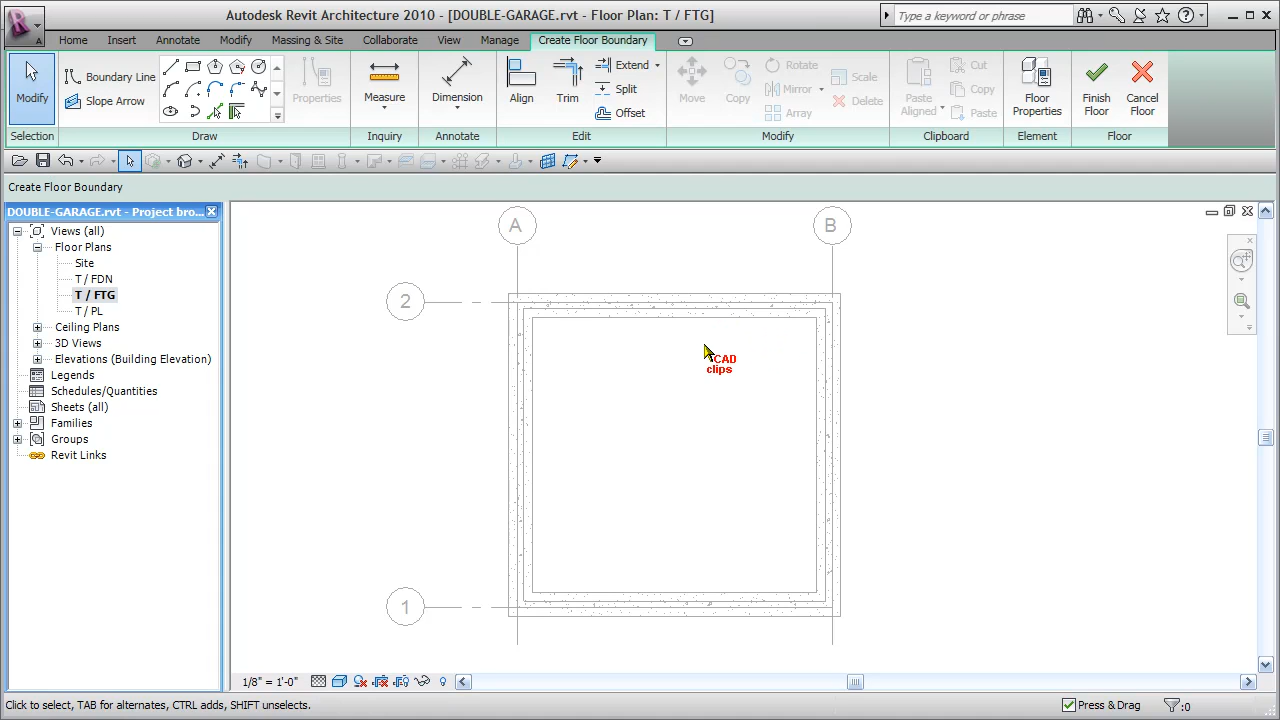 Autodesk Revit Architecture 2010 - [DOUBLE-GARAGE.rvt - Floor Plan: T / FTG]
Type a keyword or phrase
Home Insert Annotate Modify Massing & Site Collaborate View Manage Create Floor Boundary
Modify
Boundary Line
Slope Arrow
Properties
Measure
Dimension
Align
Trim
Extend
Split
Offset
Move
Copy
Rotate
Mirror
Array
Scale
Delete
Paste
Aligned
Cut
Copy
Paste
Floor
Properties
Finish
Floor
Cancel
Floor
Selection Draw Inquiry Annotate Edit Modify Clipboard Element Floor
Create Floor Boundary
DOUBLE-GARAGE.rvt - Project bro...
Views (all)
Floor Plans
Site
T / FDN
T / FTG
T / PL
Ceiling Plans
3D Views
Elevations (Building Elevation)
Legends
Schedules/Quantities
Sheets (all)
Families
Groups
Revit Links
A
B
2
CAD
clips
1
1/8" = 1'-0"
Click to select, TAB for alternates, CTRL adds, SHIFT unselects.
Press & Drag
:0